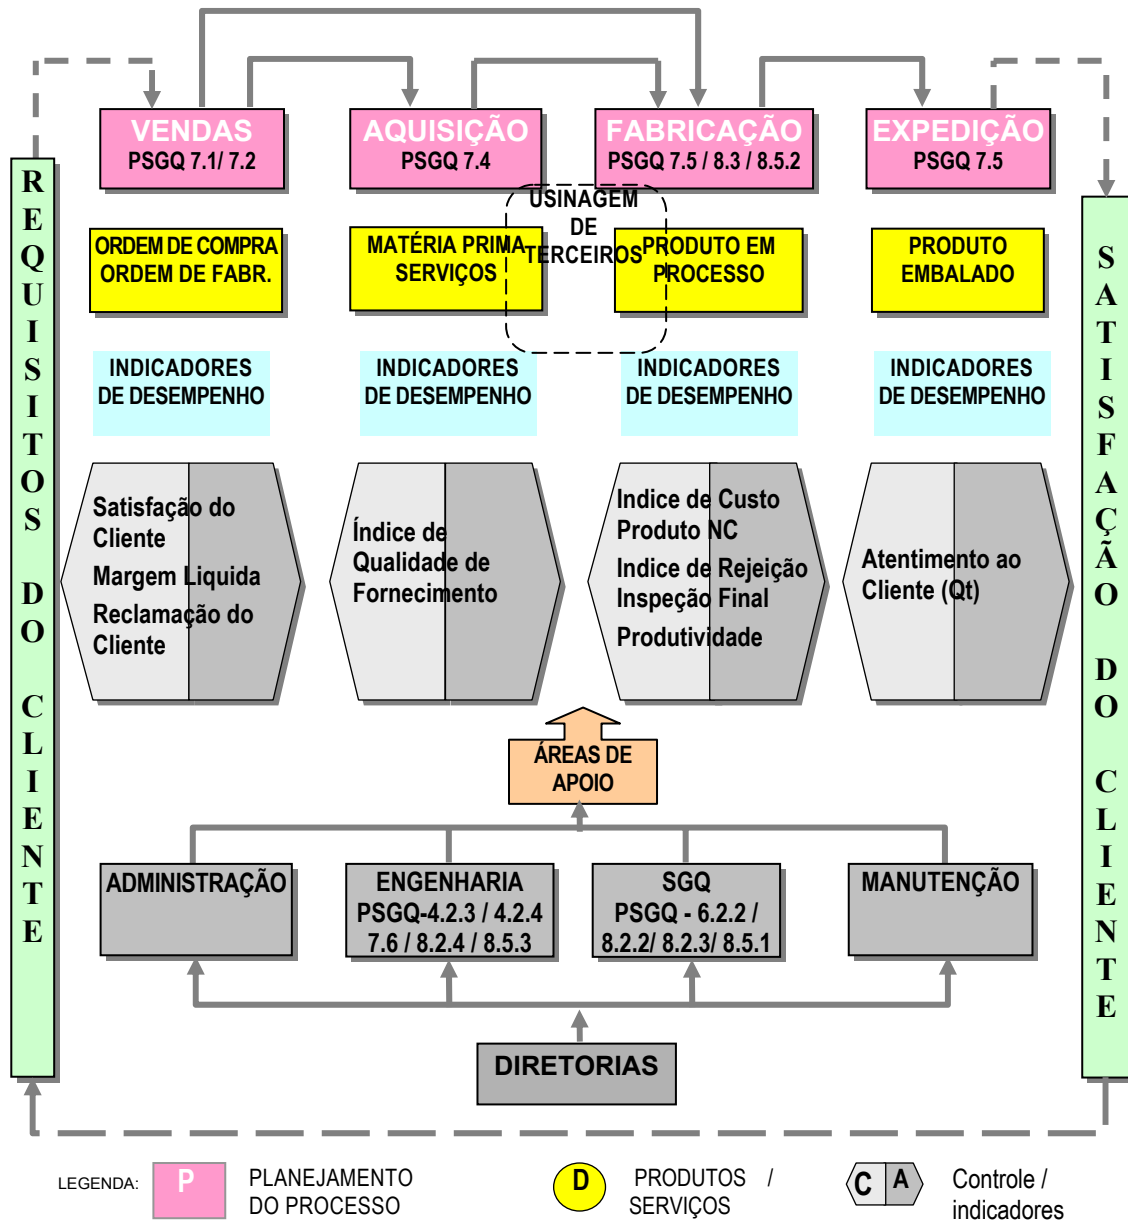 VENDAS
PSGQ 7.1/ 7.2
AQUISIÇÃO
PSGQ 7.4
FABRICAÇÃO
PSGQ 7.5 / 8.3 / 8.5.2
EXPEDIÇÃO
PSGQ 7.5
REQUISITOS DO CLIENTE
ORDEM DE COMPRA
ORDEM DE FABR.
MATÉRIA PRIMA
SERVIÇOS
USINAGEM
DE
TERCEIROS
PRODUTO EM
PROCESSO
PRODUTO
EMBALADO
SATISFAÇÃO DO CLIENTE
INDICADORES
DE DESEMPENHO
INDICADORES
DE DESEMPENHO
INDICADORES
DE DESEMPENHO
INDICADORES
DE DESEMPENHO
Satisfação do
Cliente
Margem Liquida
Reclamação do
Cliente
Índice de
Qualidade de
Fornecimento
Indice de Custo
Produto NC
Indice de Rejeição
Inspeção Final
Produtividade
Atentimento ao
Cliente (Qt)
ÁREAS DE
APOIO
ADMINISTRAÇÃO
ENGENHARIA
PSGQ-4.2.3 / 4.2.4
7.6 / 8.2.4 / 8.5.3
SGQ
PSGQ - 6.2.2 /
8.2.2/ 8.2.3/ 8.5.1
MANUTENÇÃO
DIRETORIAS
LEGENDA:
P
PLANEJAMENTO
DO PROCESSO
D
PRODUTOS /
SERVIÇOS
C A
Controle /
indicadores